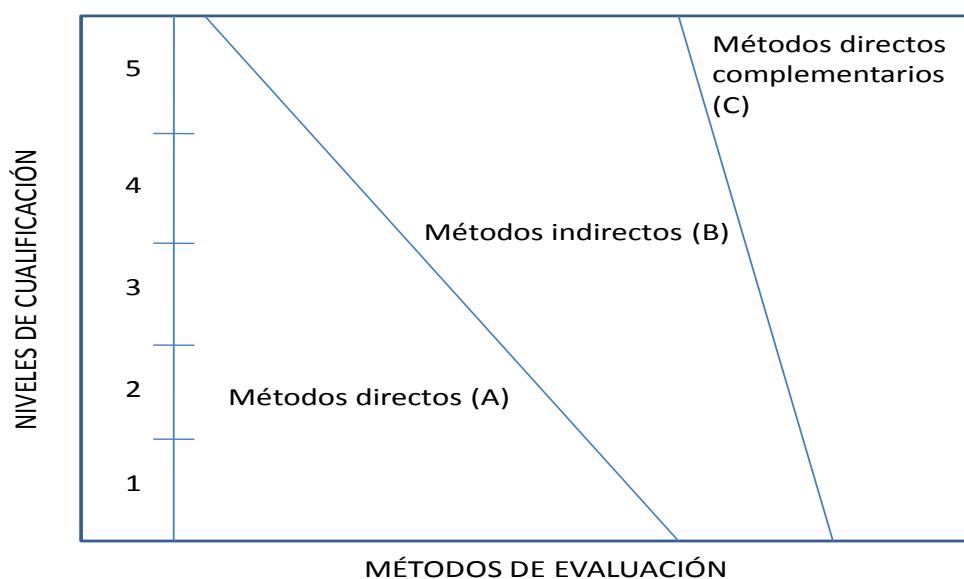 NIVELES DE CUALIFICACIÓN
5
4
3
2
1
Métodos directos
complementarios
(C)
Métodos indirectos (B)
Métodos directos (A)
MÉTODOS DE EVALUACIÓN